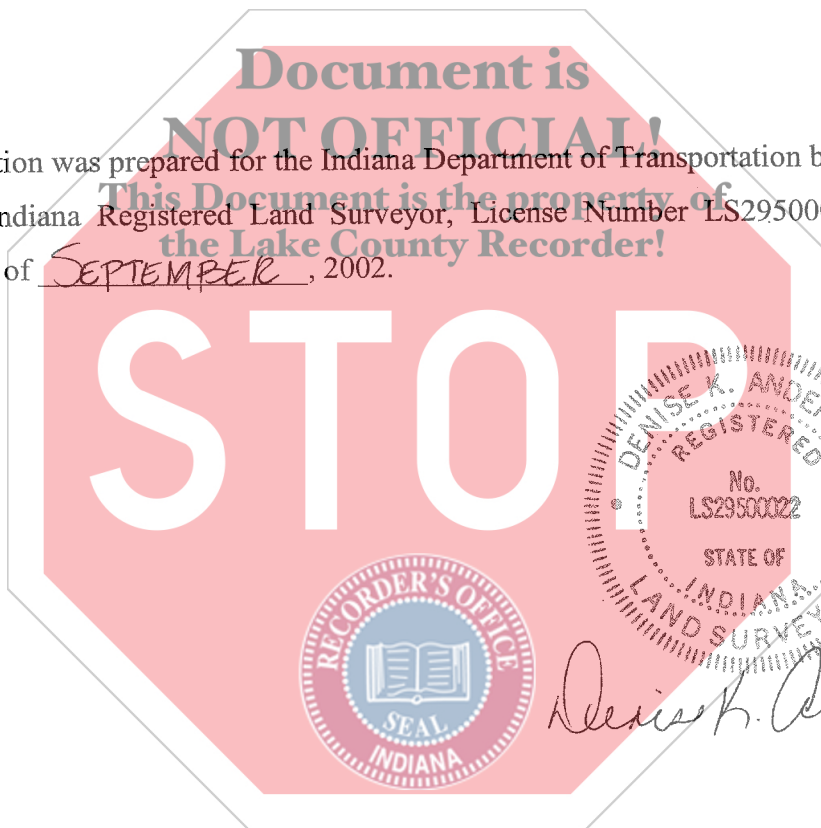 Document is
NOT OFFICIAL!
tion was prepared for the Indiana Department of Transportation b
This Document is the property of
ndiana Registered Land Surveyor, License Number LS29500
the Lake County Recorder!
of SEPTEMBER, 2002.
STOP
DENISE K. ANDE
REGISTERED
No.
LS29500022
STATE OF
INDIANA
LAND SURVEY
RECORDER'S OFFICE
SEAL
INDIANA
Denise K.